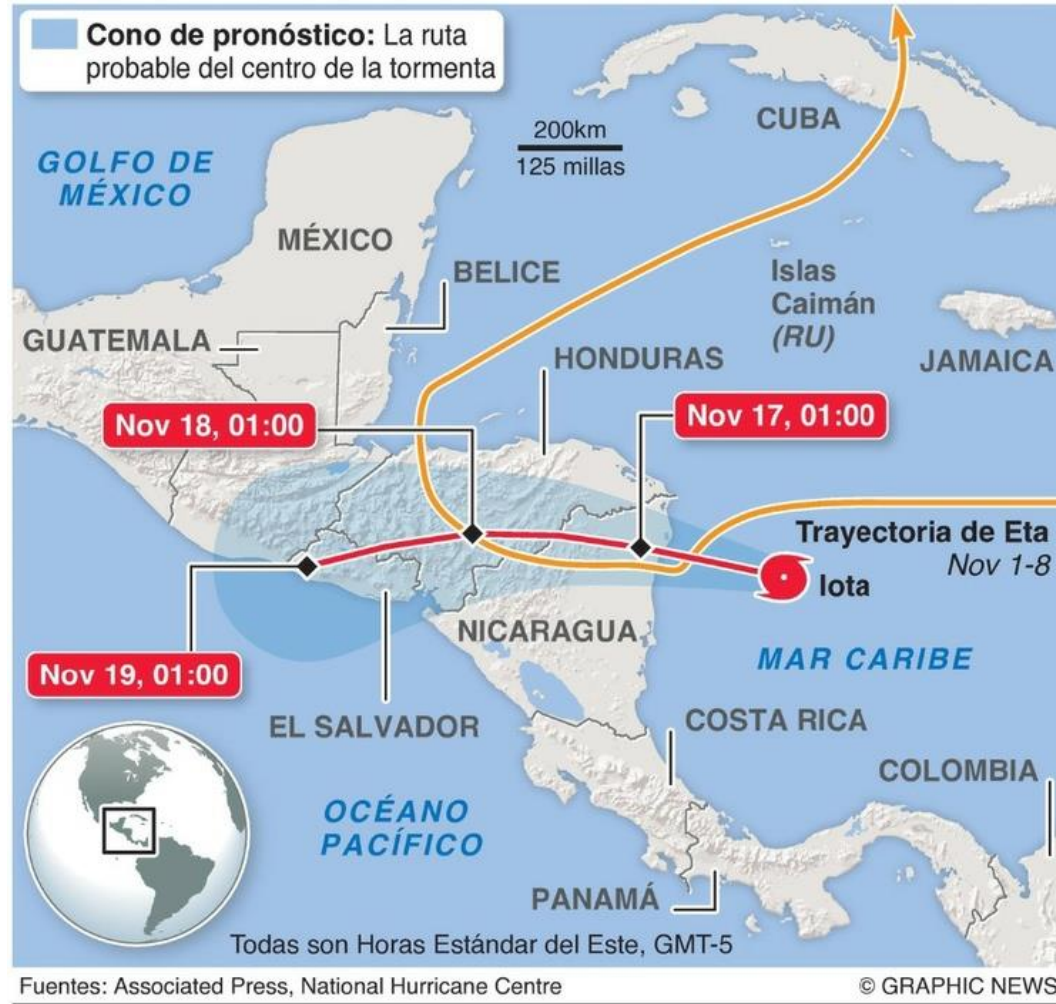 Cono de pronóstico: La ruta
probable del centro de la tormenta
GOLFO DE
MÉXICO
200km
125 millas
CUBA
MÉXICO
BELICE
Islas
Caimán
(RU)
GUATEMALA
HONDURAS
JAMAICA
Nov 18, 01:00
Nov 17, 01:00
Trayectoria de Eta
Nov 1-8
Iota
NICARAGUA
MAR CARIBE
Nov 19, 01:00
EL SALVADOR
COSTA RICA
COLOMBIA
OCÉANO
PACÍFICO
PANAMÁ
Todas son Horas Estándar del Este, GMT-5
Fuentes: Associated Press, National Hurricane Centre
© GRAPHIC NEWS